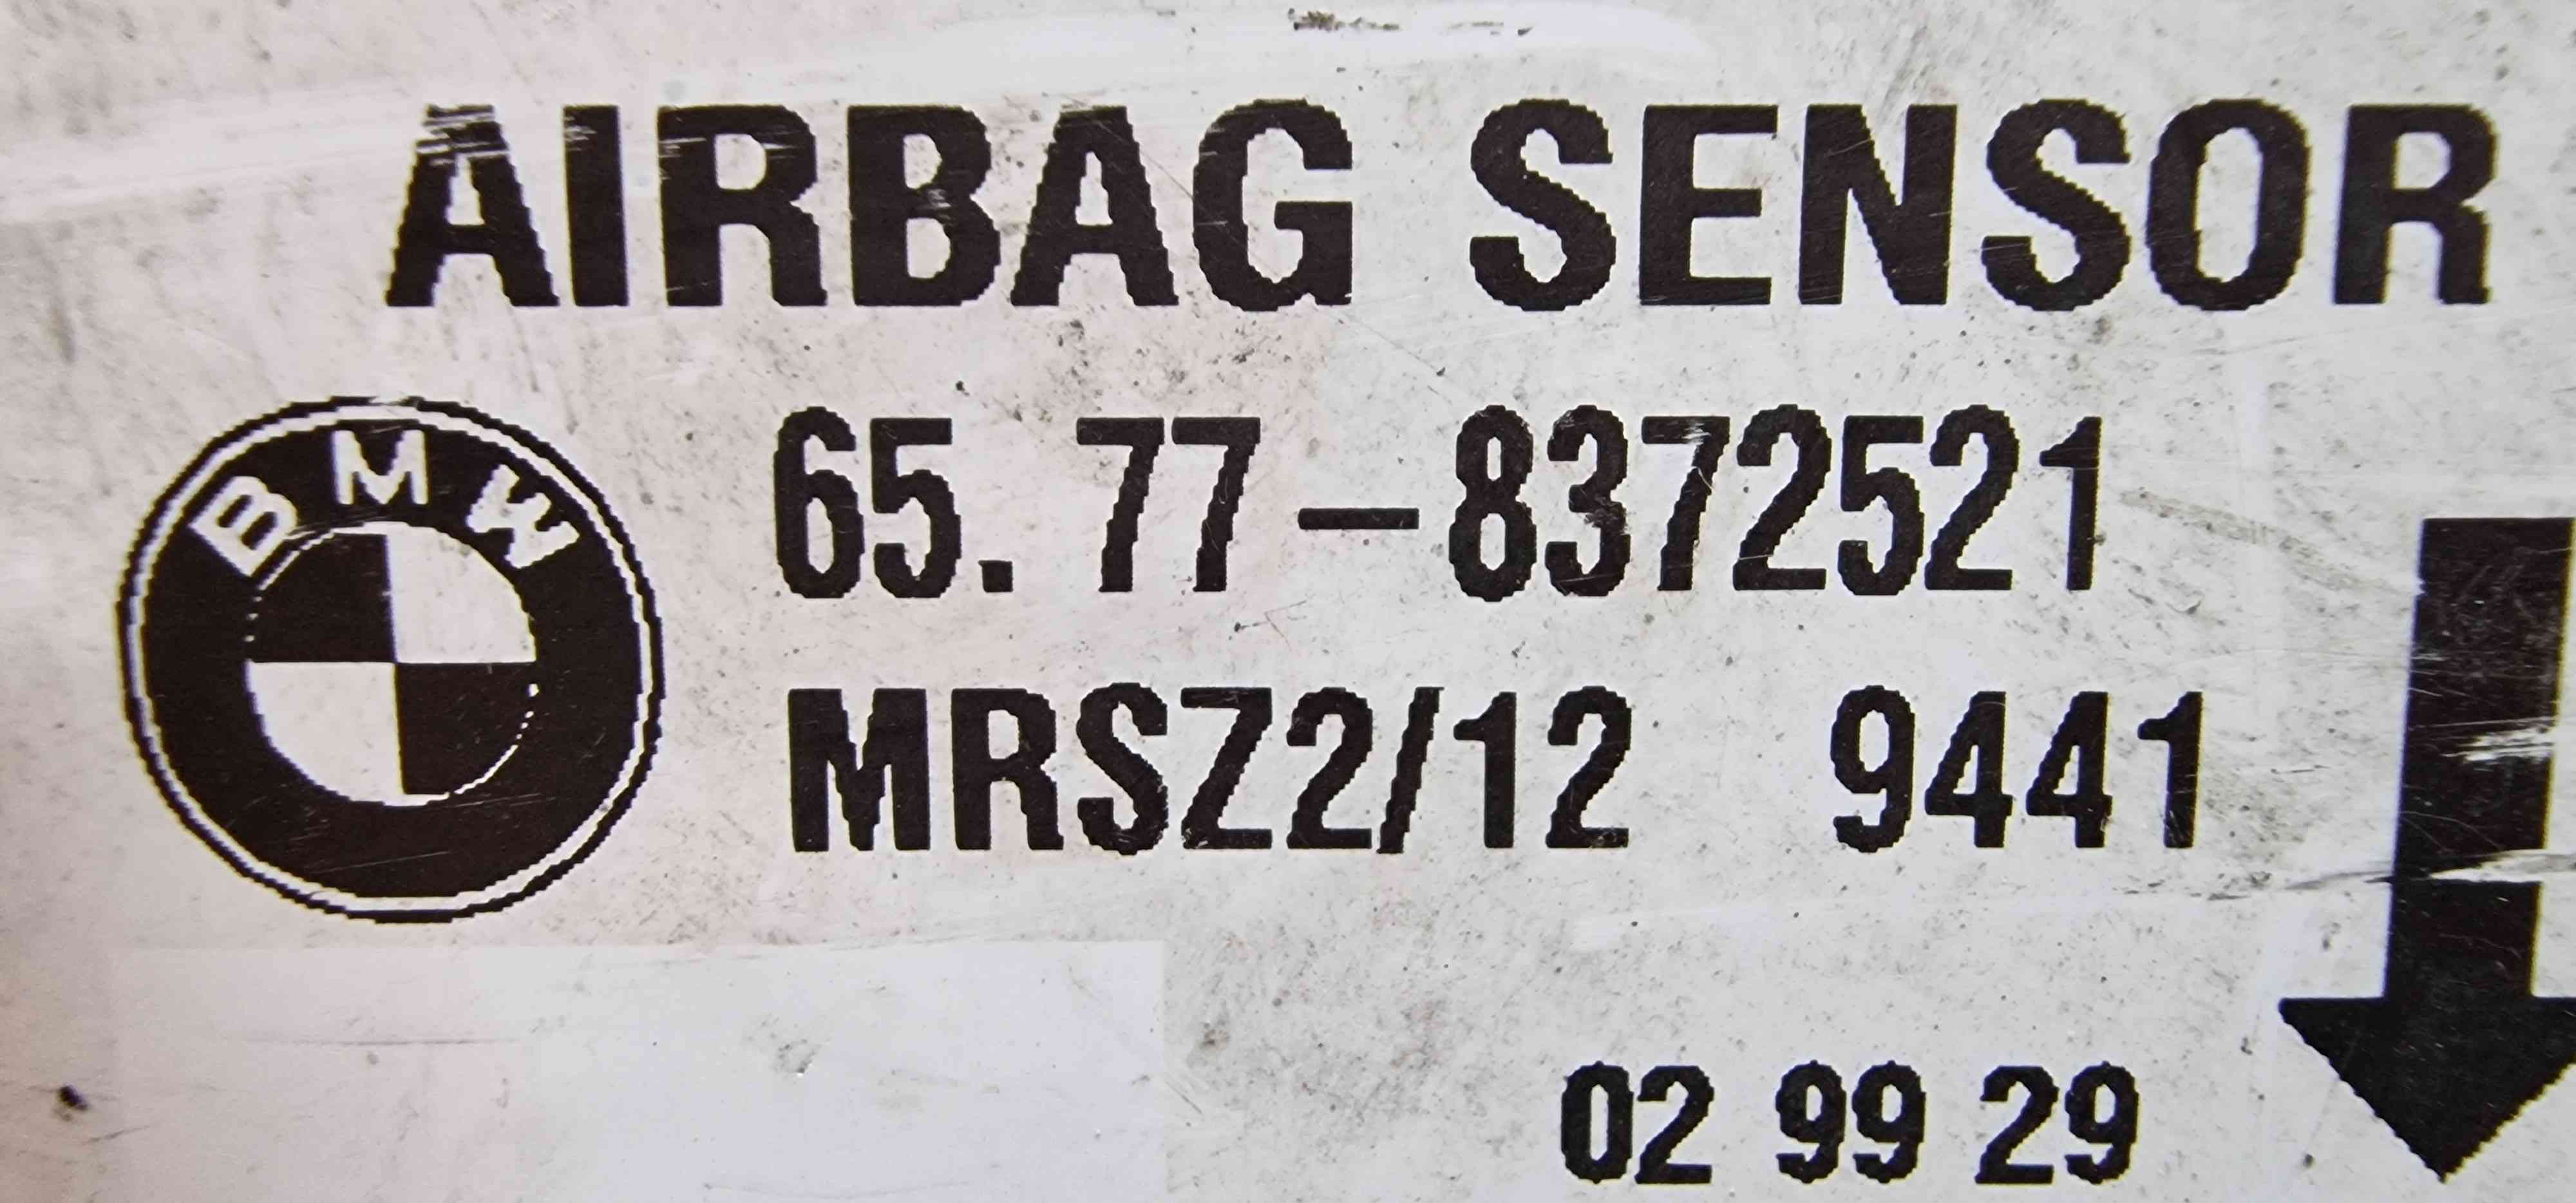 AIRBAG SENSOR
BMW
65. 77-8372521
MRSZ2/12 9441
02 99 29